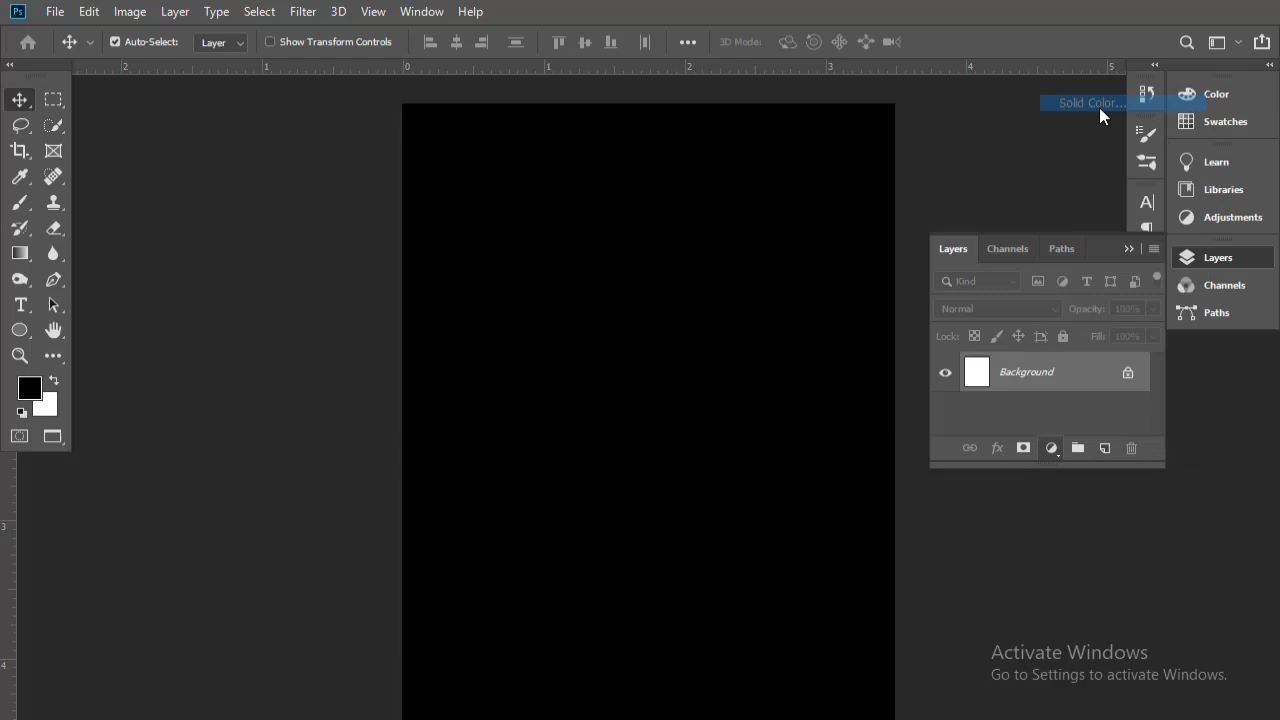 Ps File Edit Image Layer Type Select Filter 3D View Window Help
Auto-Select: Layer Show Transform Controls 3D Mode:
2 1 0 1 2 3 4 5
Solid Color...
Color
Swatches
Learn
Libraries
Adjustments
Layers
Channels
Paths
Layers Channels Paths
Kind
Normal Opacity: 100%
Lock: Fill: 100%
Background
fx
3
4
Activate Windows
Go to Settings to activate Windows.